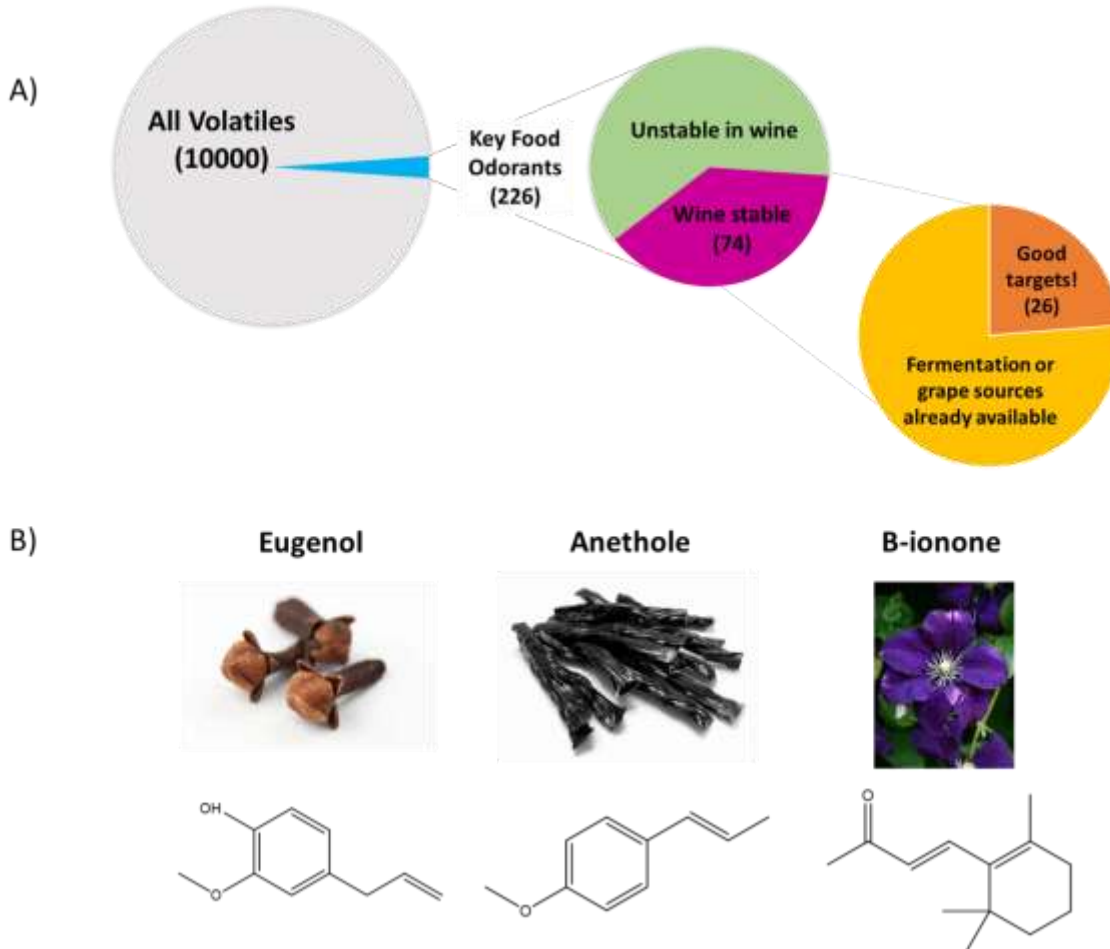 A)
All Volatiles
(10000)
Key Food
Odorants
(226)
Unstable in wine
Wine stable
(74)
Good
targets!
(26)
Fermentation or
grape sources
already available
B)
Eugenol
Anethole
B-ionone
OH
O
O
O